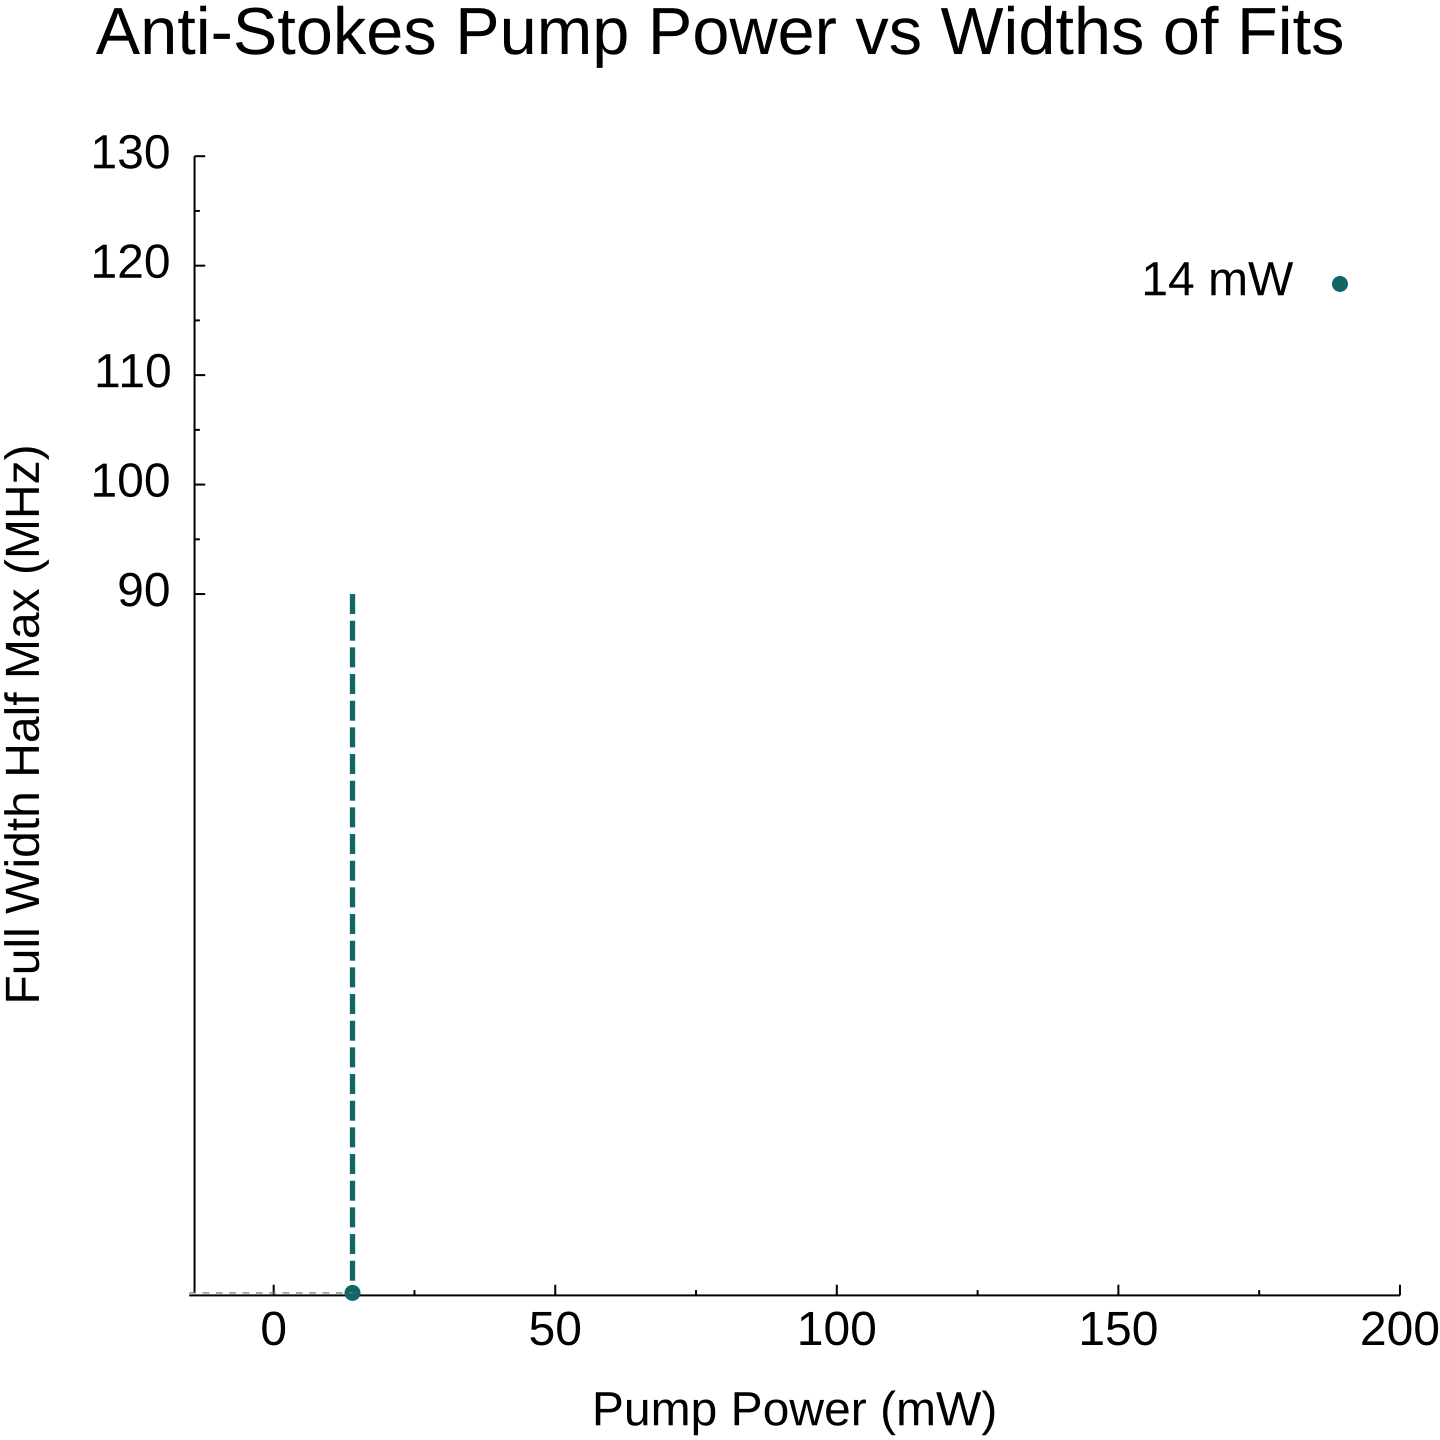 Anti-Stokes Pump Power vs Widths of Fits
130
120
14 mW
110
100
90
Full Width Half Max (MHz)
0 50 100 150 200
Pump Power (mW)